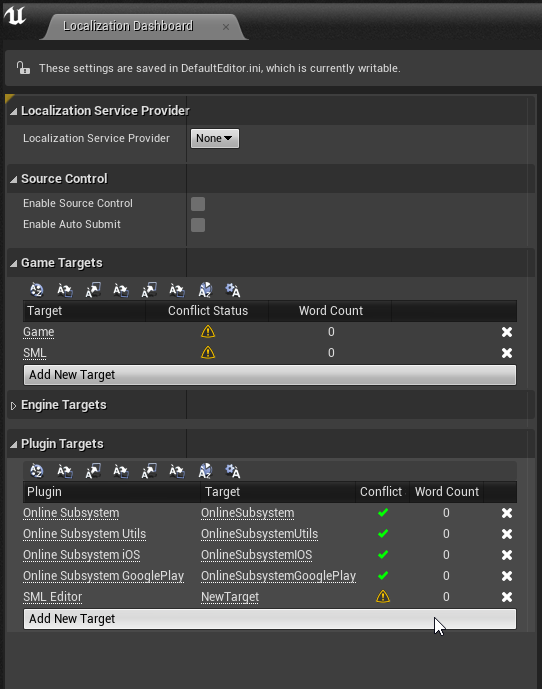 Localization Dashboard
These settings are saved in DefaultEditor.ini, which is currently writable.
Localization Service Provider
Localization Service Provider None
Source Control
Enable Source Control
Enable Auto Submit
Game Targets
Target Conflict Status Word Count
Game 0
SML 0
Add New Target
Engine Targets
Plugin Targets
Plugin Target Conflict Word Count
Online Subsystem OnlineSubsystem 0
Online Subsystem Utils OnlineSubsystemUtils 0
Online Subsystem iOS OnlineSubsystemIOS 0
Online Subsystem GooglePlay OnlineSubsystemGooglePlay 0
SML Editor NewTarget 0
Add New Target